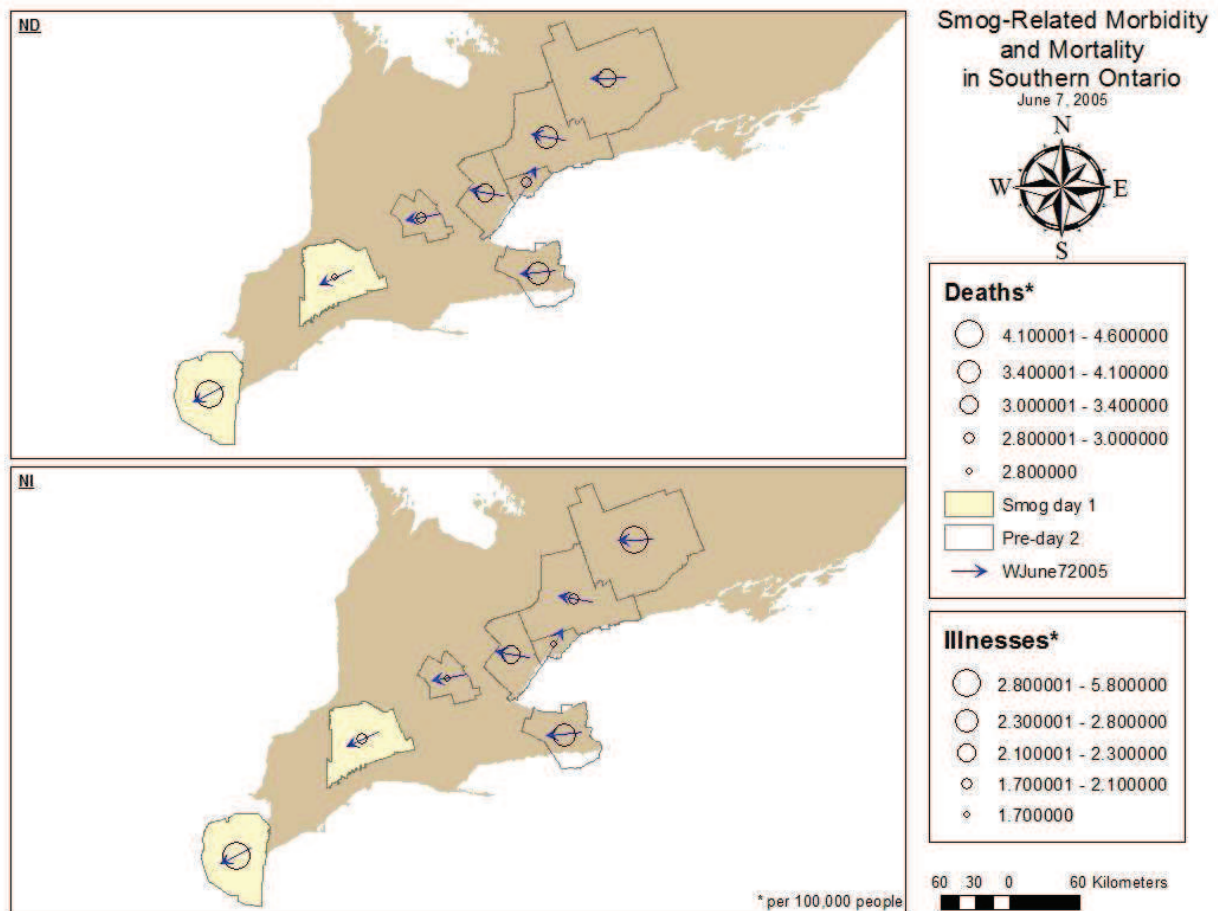 ND
Smog-Related Morbidity
and Mortality
in Southern Ontario
June 7, 2005
N
W
E
S
Deaths*
4.100001 - 4.600000
3.400001 - 4.100000
3.000001 - 3.400000
2.800001 - 3.000000
2.800000
Smog day 1
Pre-day 2
WJune72005
NI
Illnesses*
2.800001 - 5.800000
2.300001 - 2.800000
2.100001 - 2.300000
1.700001 - 2.100000
1.700000
* per 100,000 people
60 30 0 60 Kilometers